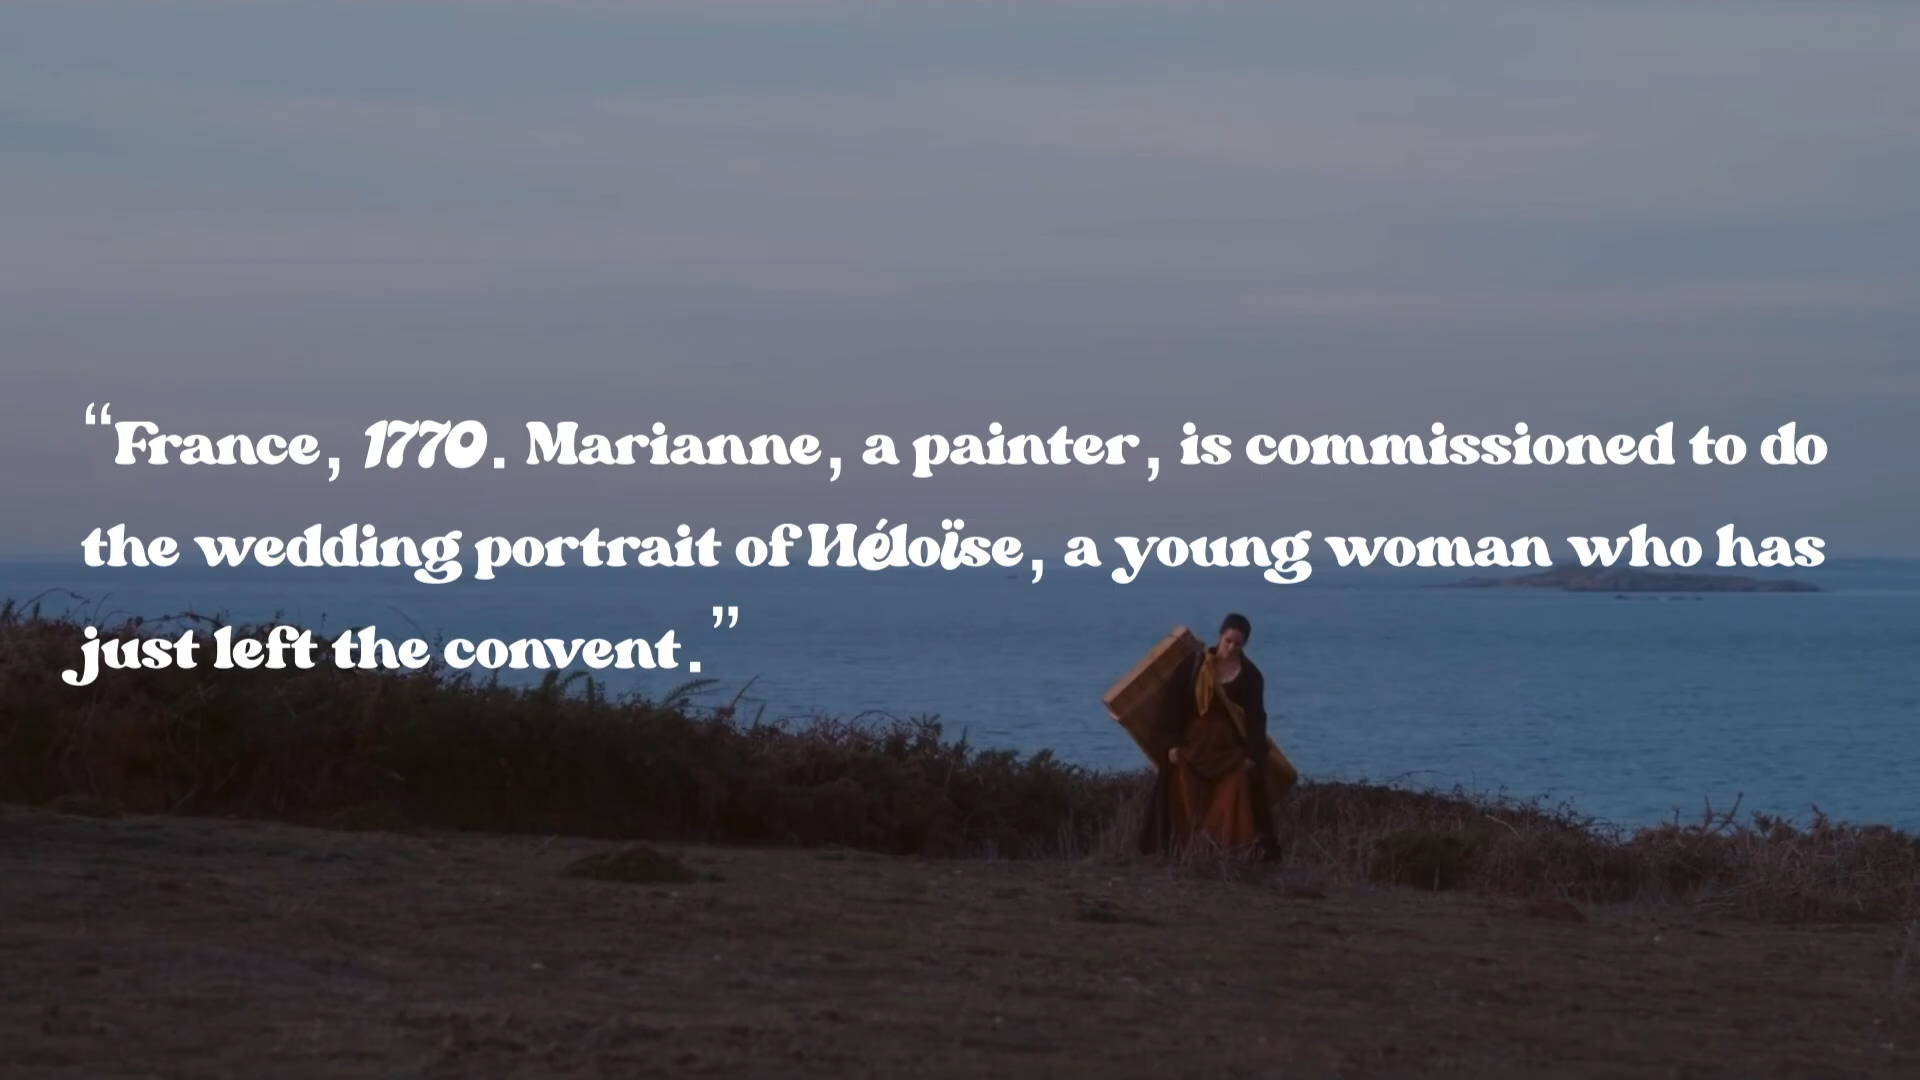 “France, 1770. Marianne, a painter, is commissioned to do
the wedding portrait of Héloïse, a young woman who has
just left the convent.”